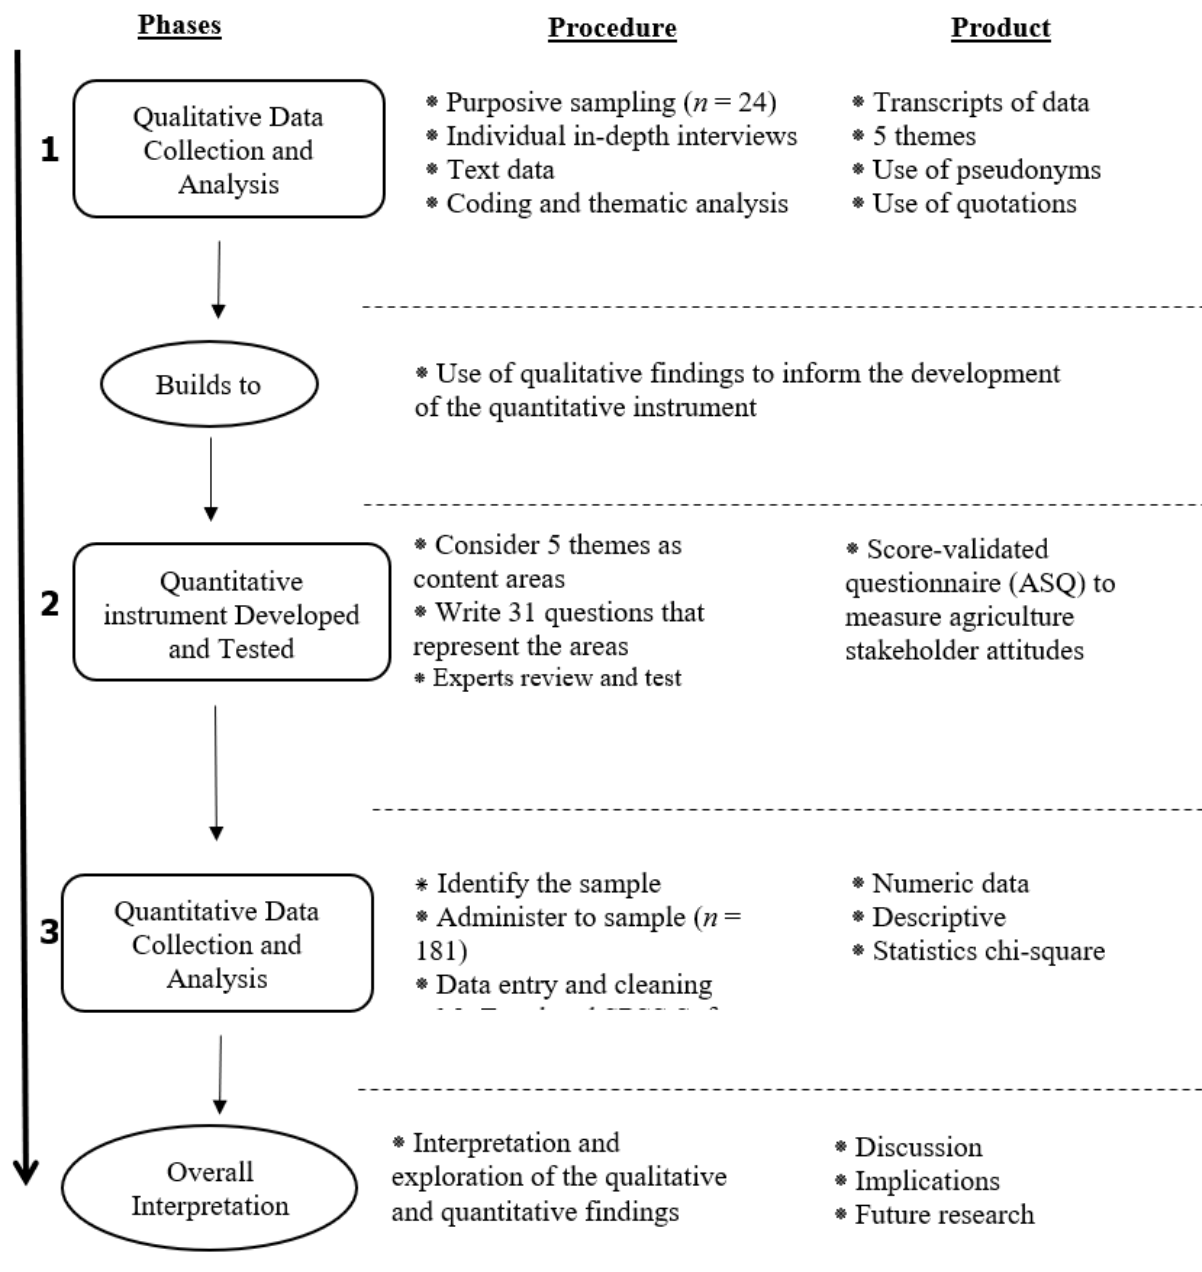 Phases
Procedure
Product
1
Qualitative Data
Collection and
Analysis
⁕ Purposive sampling (n = 24)
⁕ Individual in-depth interviews
⁕ Text data
⁕ Coding and thematic analysis
⁕ Transcripts of data
⁕ 5 themes
⁕ Use of pseudonyms
⁕ Use of quotations
Builds to
⁕ Use of qualitative findings to inform the development
of the quantitative instrument
2
Quantitative
instrument Developed
and Tested
⁕ Consider 5 themes as
content areas
⁕ Write 31 questions that
represent the areas
⁕ Experts review and test
⁕ Score-validated
questionnaire (ASQ) to
measure agriculture
stakeholder attitudes
3
Quantitative Data
Collection and
Analysis
⁕ Identify the sample
⁕ Administer to sample (n =
181)
⁕ Data entry and cleaning
⁕ Numeric data
⁕ Descriptive
⁕ Statistics chi-square
Overall
Interpretation
⁕ Interpretation and
exploration of the qualitative
and quantitative findings
⁕ Discussion
⁕ Implications
⁕ Future research